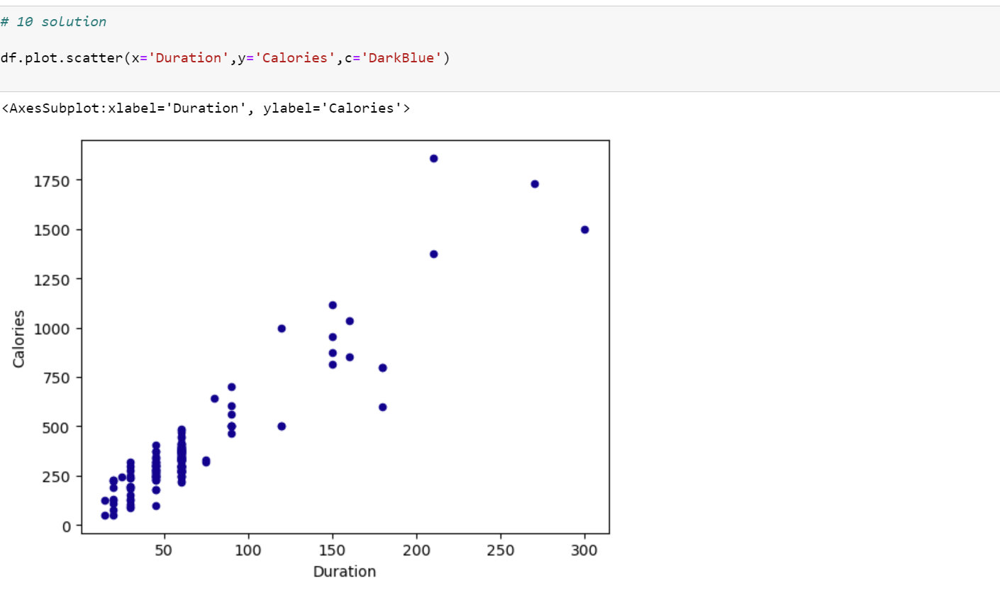 # 10 solution
df.plot.scatter(x='Duration',y='Calories',c='DarkBlue')
<AxesSubplot:xlabel='Duration', ylabel='Calories'>
1750
1500
1250
1000
750
500
250
0
Calories
50 100 150 200 250 300
Duration